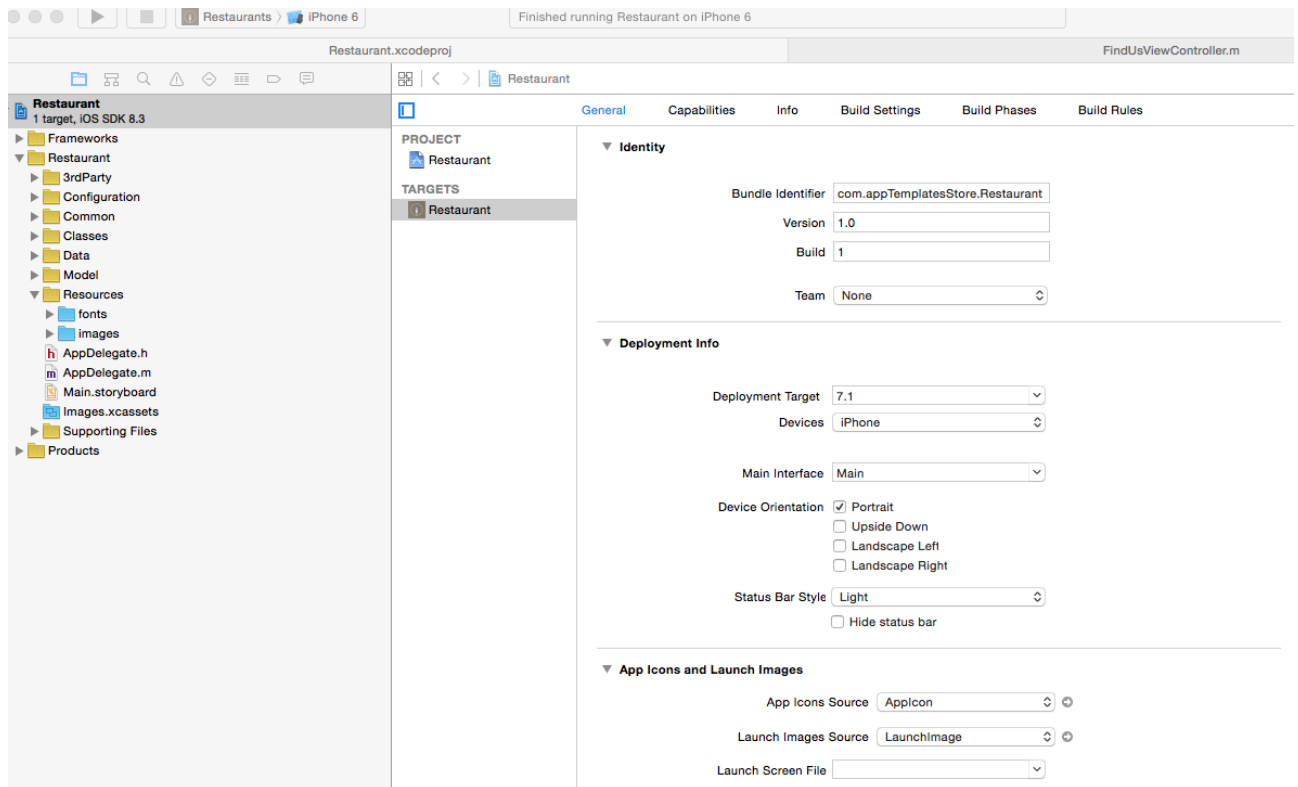 Restaurants 〉 iPhone 6
Finished running Restaurant on iPhone 6
Restaurant.xcodeproj
FindUsViewController.m
Restaurant
1 target, iOS SDK 8.3
Frameworks
Restaurant
3rdParty
Configuration
Common
Classes
Data
Model
Resources
fonts
images
AppDelegate.h
AppDelegate.m
Main.storyboard
Images.xcassets
Supporting Files
Products
Restaurant
General Capabilities Info Build Settings Build Phases Build Rules
PROJECT
Restaurant
TARGETS
Restaurant
Identity
Bundle Identifier com.appTemplatesStore.Restaurant
Version 1.0
Build 1
Team None
Deployment Info
Deployment Target 7.1
Devices iPhone
Main Interface Main
Device Orientation Portrait
Upside Down
Landscape Left
Landscape Right
Status Bar Style Light
Hide status bar
App Icons and Launch Images
App Icons Source AppIcon
Launch Images Source LaunchImage
Launch Screen File